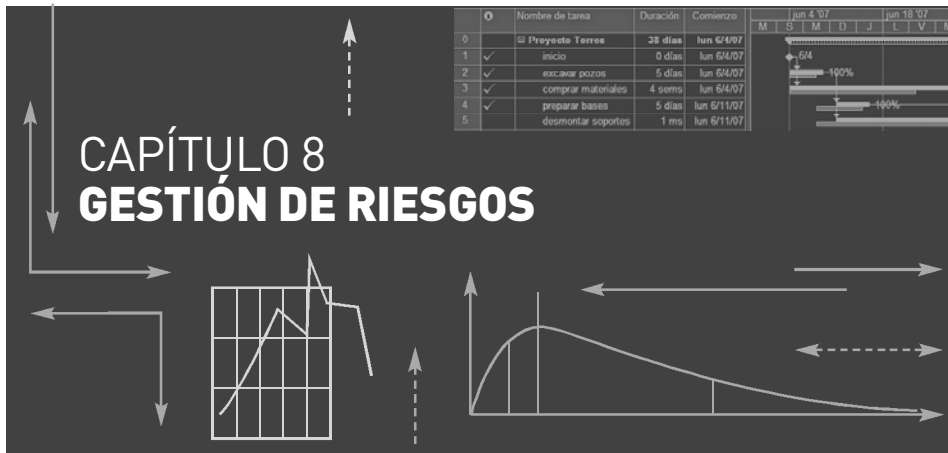 Nombre de tarea Duración Comienzo jun 4 '07 jun 18 '07
M S M D J L V M
0 Proyecto Torres 28 días lun 6/4/07
1 inicio 0 días lun 6/4/07 6/4
2 excavar pozos 5 días lun 6/4/07 100%
3 comprar materiales 4 sems lun 6/4/07
4 preparar bases 5 días lun 6/11/07 100%
5 desmontar soportes 1 ms lun 6/11/07
CAPÍTULO 8
GESTIÓN DE RIESGOS